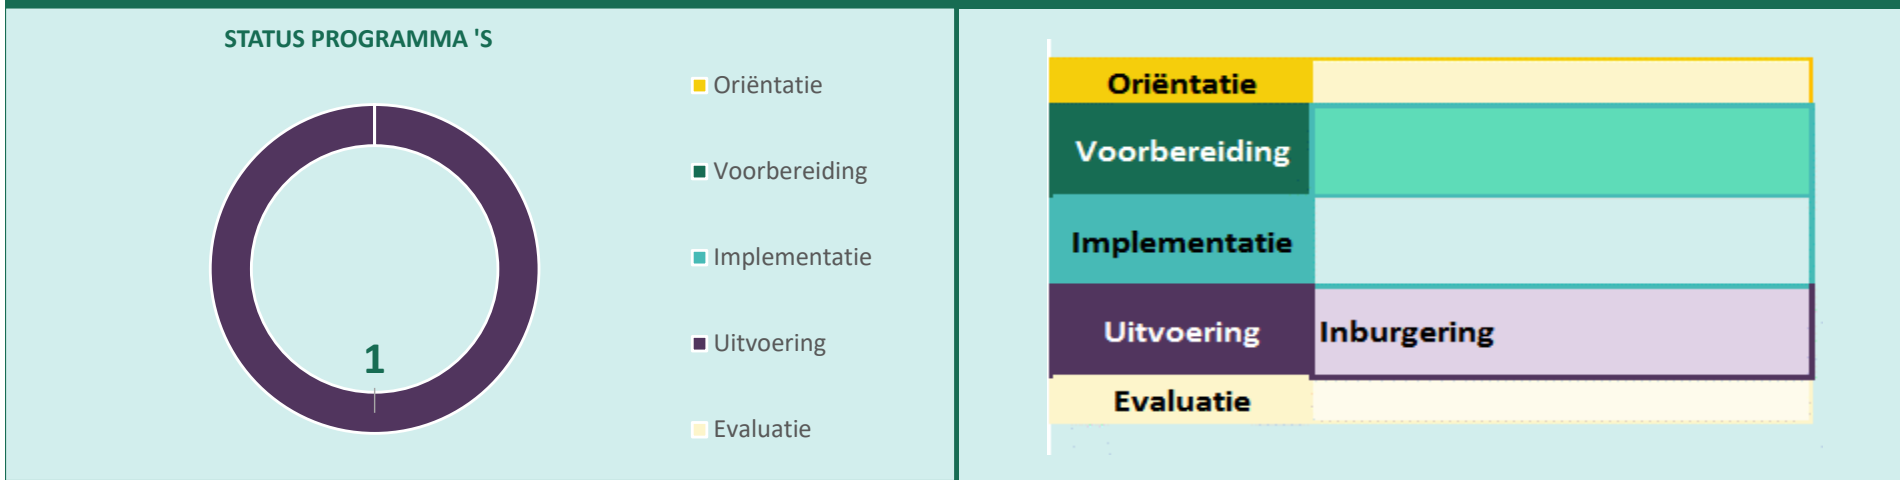 STATUS PROGRAMMA 'S
Oriëntatie
Voorbereiding
Implementatie
Uitvoering
Evaluatie
1
Oriëntatie
Voorbereiding
Implementatie
Uitvoering Inburgering
Evaluatie